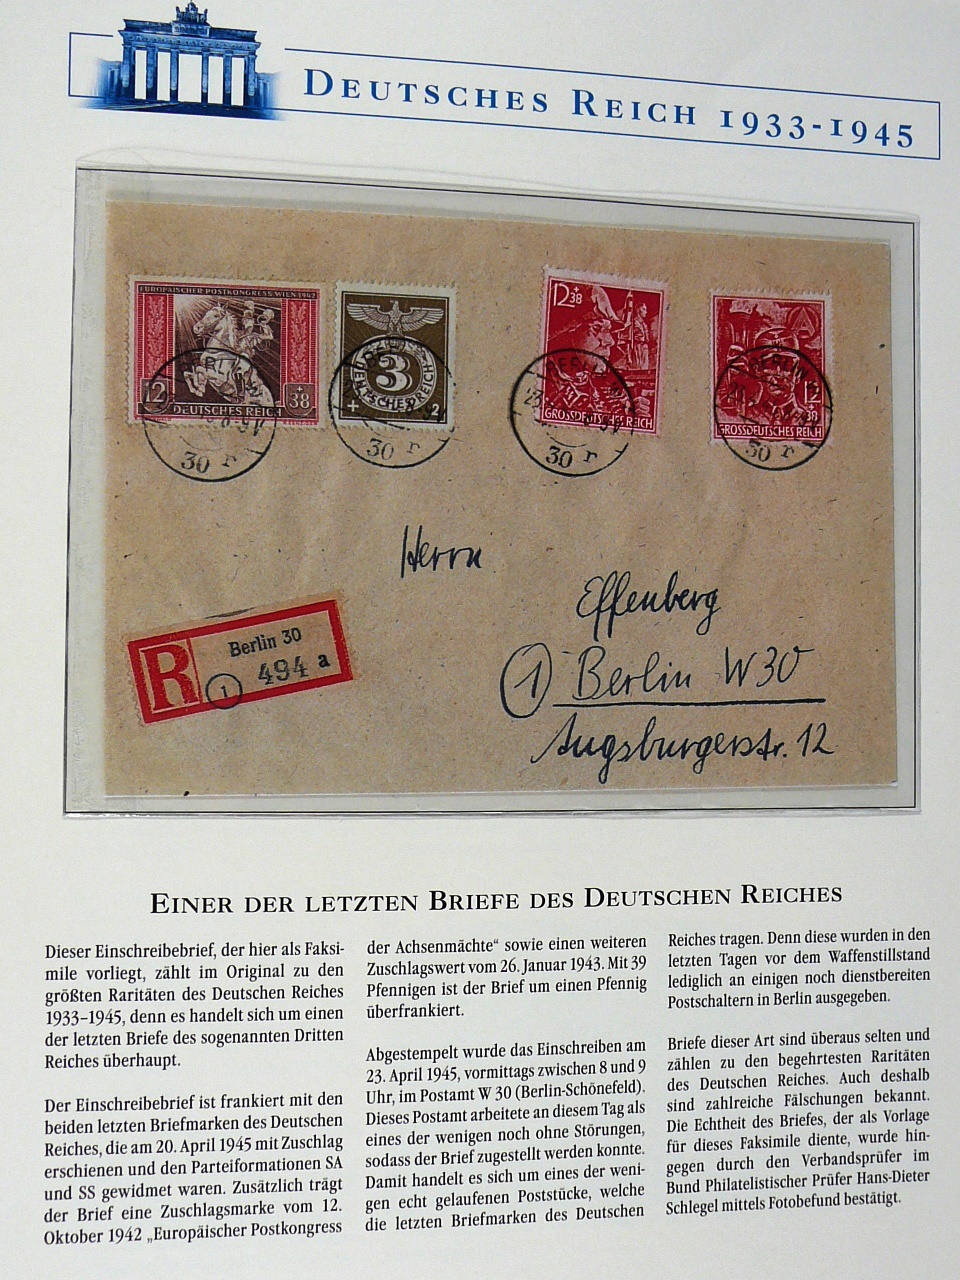 DEUTSCHES REICH 1933-1945
EUROPÄISCHER POSTKONGRESS WIEN 1942
12 + 38
DEUTSCHES REICH
3
DEUTSCHES REICH
+ 2
12+38
GROSSDEUTSCHES REICH
12
38
GROSSDEUTSCHES REICH
30 r
30 r
30 r
30 r
Herrn
Effenberg
1 Berlin W30
Augsburgerstr. 12
R
Berlin 30
1 494 a
EINER DER LETZTEN BRIEFE DES DEUTSCHEN REICHES
Dieser Einschreibebrief, der hier als Faksi-
mile vorliegt, zählt im Original zu den
größten Raritäten des Deutschen Reiches
1933–1945, denn es handelt sich um einen
der letzten Briefe des sogenannten Dritten
Reiches überhaupt.
Der Einschreibebrief ist frankiert mit den
beiden letzten Briefmarken des Deutschen
Reiches, die am 20. April 1945 mit Zuschlag
erschienen und den Parteiformationen SA
und SS gewidmet waren. Zusätzlich trägt
der Brief eine Zuschlagsmarke vom 12.
Oktober 1942 „Europäischer Postkongress
der Achsenmächte“ sowie einen weiteren
Zuschlagswert vom 26. Januar 1943. Mit 39
Pfennigen ist der Brief um einen Pfennig
überfrankiert.
Abgestempelt wurde das Einschreiben am
23. April 1945, vormittags zwischen 8 und 9
Uhr, im Postamt W 30 (Berlin-Schönefeld).
Dieses Postamt arbeitete an diesem Tag als
eines der wenigen noch ohne Störungen,
sodass der Brief zugestellt werden konnte.
Damit handelt es sich um eines der weni-
gen echt gelaufenen Poststücke, welche
die letzten Briefmarken des Deutschen
Reiches tragen. Denn diese wurden in den
letzten Tagen vor dem Waffenstillstand
lediglich an einigen noch dienstbereiten
Postschaltern in Berlin ausgegeben.
Briefe dieser Art sind überaus selten und
zählen zu den begehrtesten Raritäten
des Deutschen Reiches. Auch deshalb
sind zahlreiche Fälschungen bekannt.
Die Echtheit des Briefes, der als Vorlage
für dieses Faksimile diente, wurde hin-
gegen durch den Verbandsprüfer im
Bund Philatelistischer Prüfer Hans-Dieter
Schlegel mittels Fotobefund bestätigt.